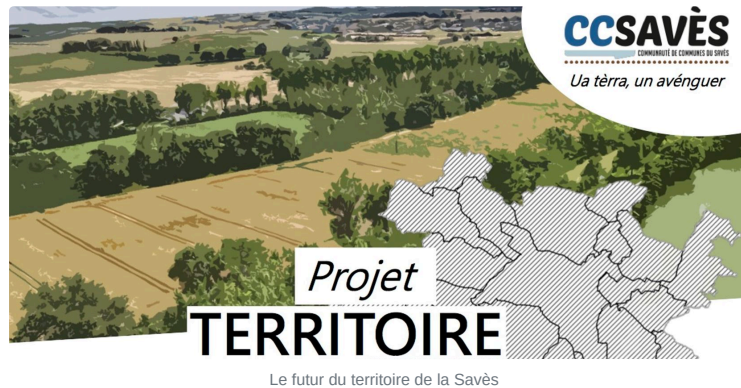 CCSAVÈS
COMMUNAUTÉ DE COMMUNES DU SAVÈS
Ua tèrra, un avénguer
Projet
TERRITOIRE
Le futur du territoire de la Savès